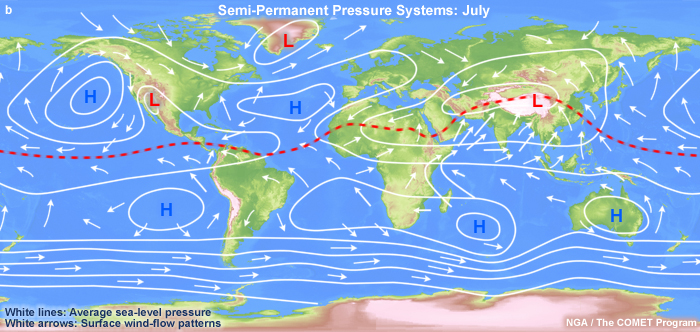 b
Semi-Permanent Pressure Systems: July
L
H
L
H
L
H
H
H
White lines: Average sea-level pressure
White arrows: Surface wind-flow patterns
NGA / The COMET Program